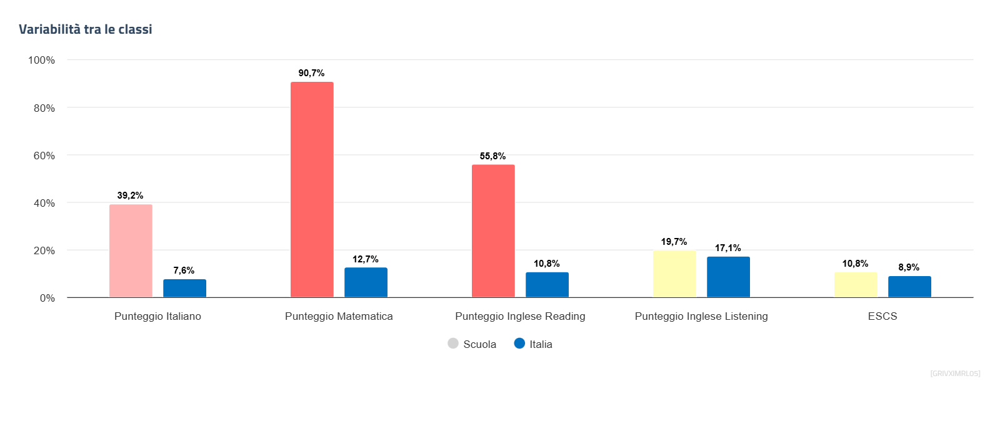 Variabilità tra le classi
100%
80%
60%
40%
20%
0%
39,2%
7,6%
90,7%
12,7%
55,8%
10,8%
19,7%
17,1%
10,8%
8,9%
Punteggio Italiano
Punteggio Matematica
Punteggio Inglese Reading
Punteggio Inglese Listening
ESCS
Scuola
Italia
[GRIVXIMRL05]